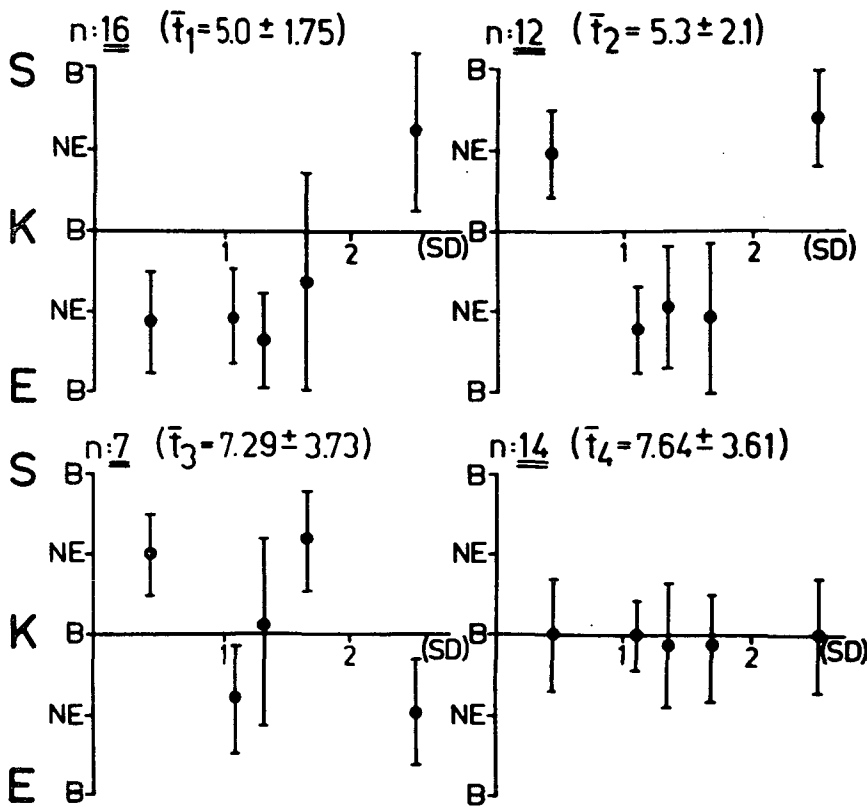 n:16 (t̄1=5.0 ± 1.75)
n:12 (t̄2=5.3 ± 2.1)
S B B
NE NE
K B B
1 2 (SD) 1 2 (SD)
NE NE
E B B
n:7 (t̄3=7.29 ± 3.73)
n:14 (t̄4=7.64 ± 3.61)
S B B
NE NE
K B B
1 2 (SD) 1 2 (SD)
NE NE
E B B